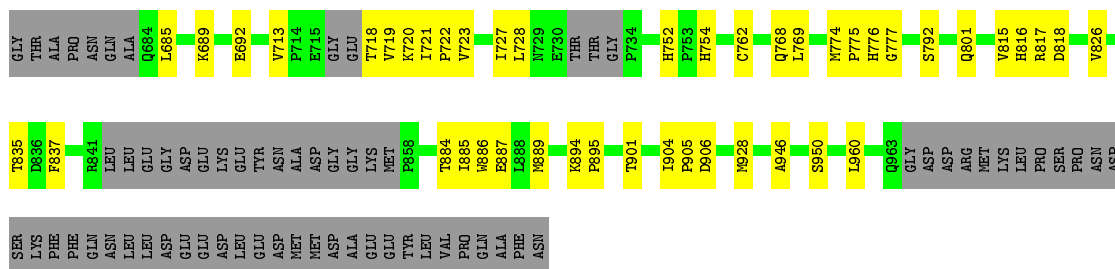 GLY THR ALA PRO ASN GLN ALA Q684 L685 K689 E692 V713 P714 E715 GLY GLU T718 V719 K720 I721 P722 V723 I727 L728 N729 E730 THR THR GLY P734 H752 P753 H754 C762 Q768 L769 M774 P775 H776 G777 S792 Q801 V815 H816 R817 D818 V826
T835 D836 F837 R841 LEU LEU GLU GLY ASP GLU LYS GLU TYR ASN ALA ASP GLY GLY LYS MET P858 T884 I885 W886 E887 L888 M889 K894 P895 T901 I904 P905 D906 M928 A946 S950 L960 Q963 GLY ASP ASP ARG MET LYS LEU PRO SER PRO ASN ASP
SER LYS PHE PHE GLN ASN LEU LEU ASP GLU GLU ASP LEU GLU ASP MET MET ASP ALA GLU GLU TYR LEU VAL PRO GLN ALA PHE ASN